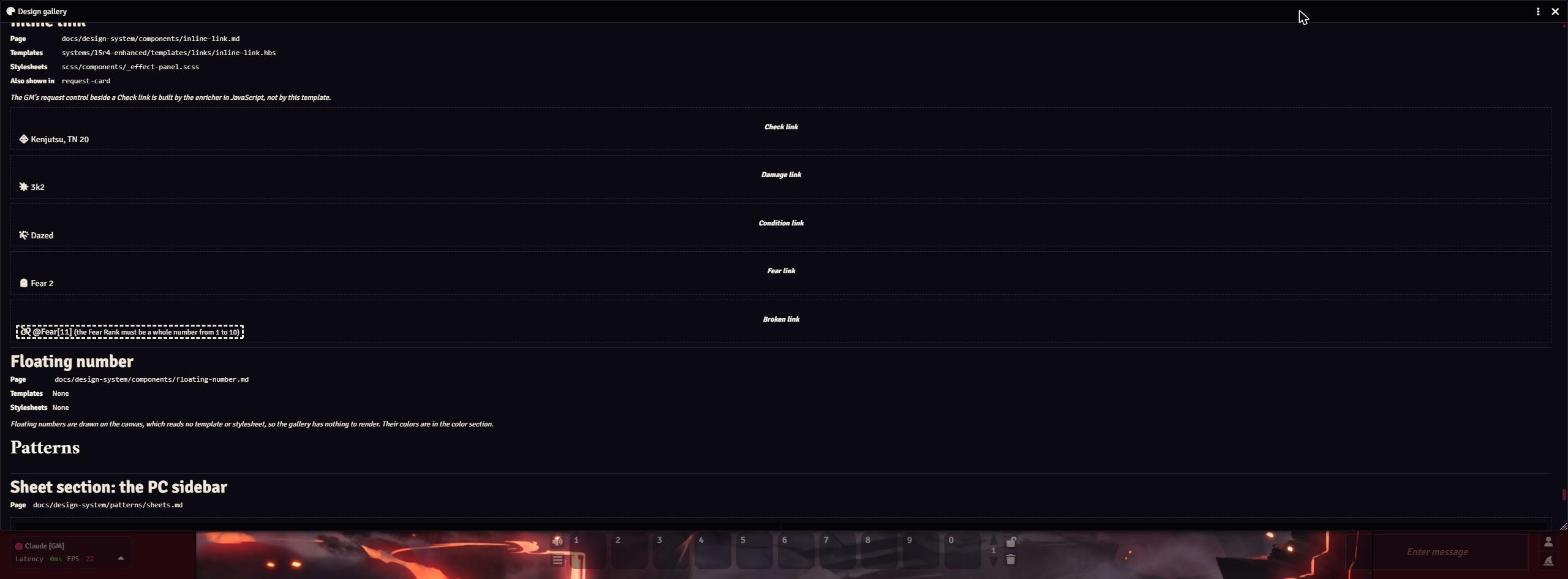 Design gallery
Inline link
Page docs/design-system/components/inline-link.md
Templates systems/l5r4-enhanced/templates/links/inline-link.hbs
Stylesheets scss/components/_effect-panel.scss
Also shown in request-card
The GM's request control beside a Check link is built by the enricher in JavaScript, not by this template.
Check link
Kenjutsu, TN 20
Damage link
3k2
Condition link
Dazed
Fear link
Fear 2
Broken link
@Fear[11] (the Fear Rank must be a whole number from 1 to 10)
Floating number
Page docs/design-system/components/floating-number.md
Templates None
Stylesheets None
Floating numbers are drawn on the canvas, which reads no template or stylesheet, so the gallery has nothing to render. Their colors are in the color section.
Patterns
Sheet section: the PC sidebar
Page docs/design-system/patterns/sheets.md
Claude [GM]
Latency 0ms FPS 22
1 2 3 4 5 6 7 8 9 0
1
Enter message